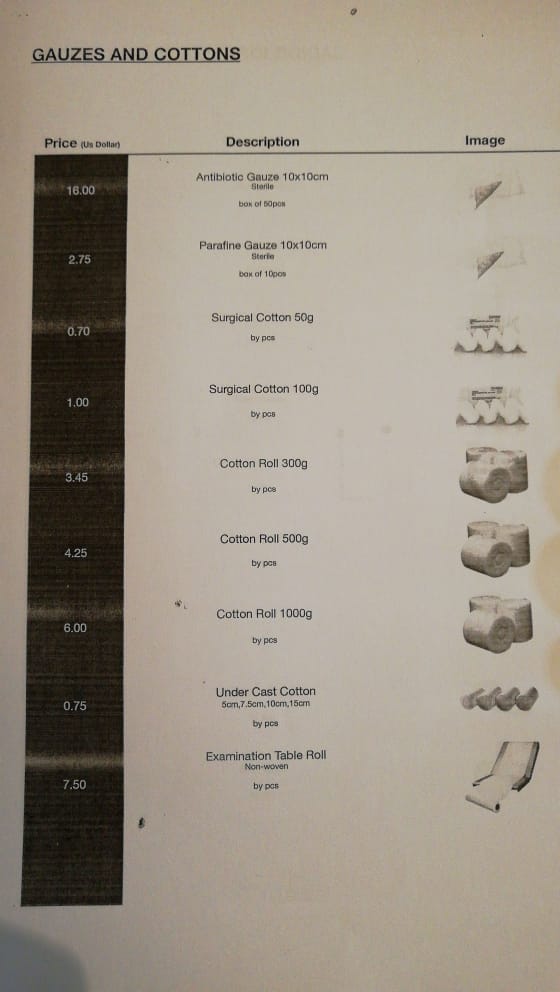 GAUZES AND COTTONS
Price (Us Dollar) Description Image
16.00 Antibiotic Gauze 10x10cm
Sterile
box of 50pcs
2.75 Parafine Gauze 10x10cm
Sterile
box of 10pcs
0.70 Surgical Cotton 50g
by pcs
1.00 Surgical Cotton 100g
by pcs
3.45 Cotton Roll 300g
by pcs
4.25 Cotton Roll 500g
by pcs
6.00 Cotton Roll 1000g
by pcs
0.75 Under Cast Cotton
5cm,7.5cm,10cm,15cm
by pcs
7.50 Examination Table Roll
Non-woven
by pcs